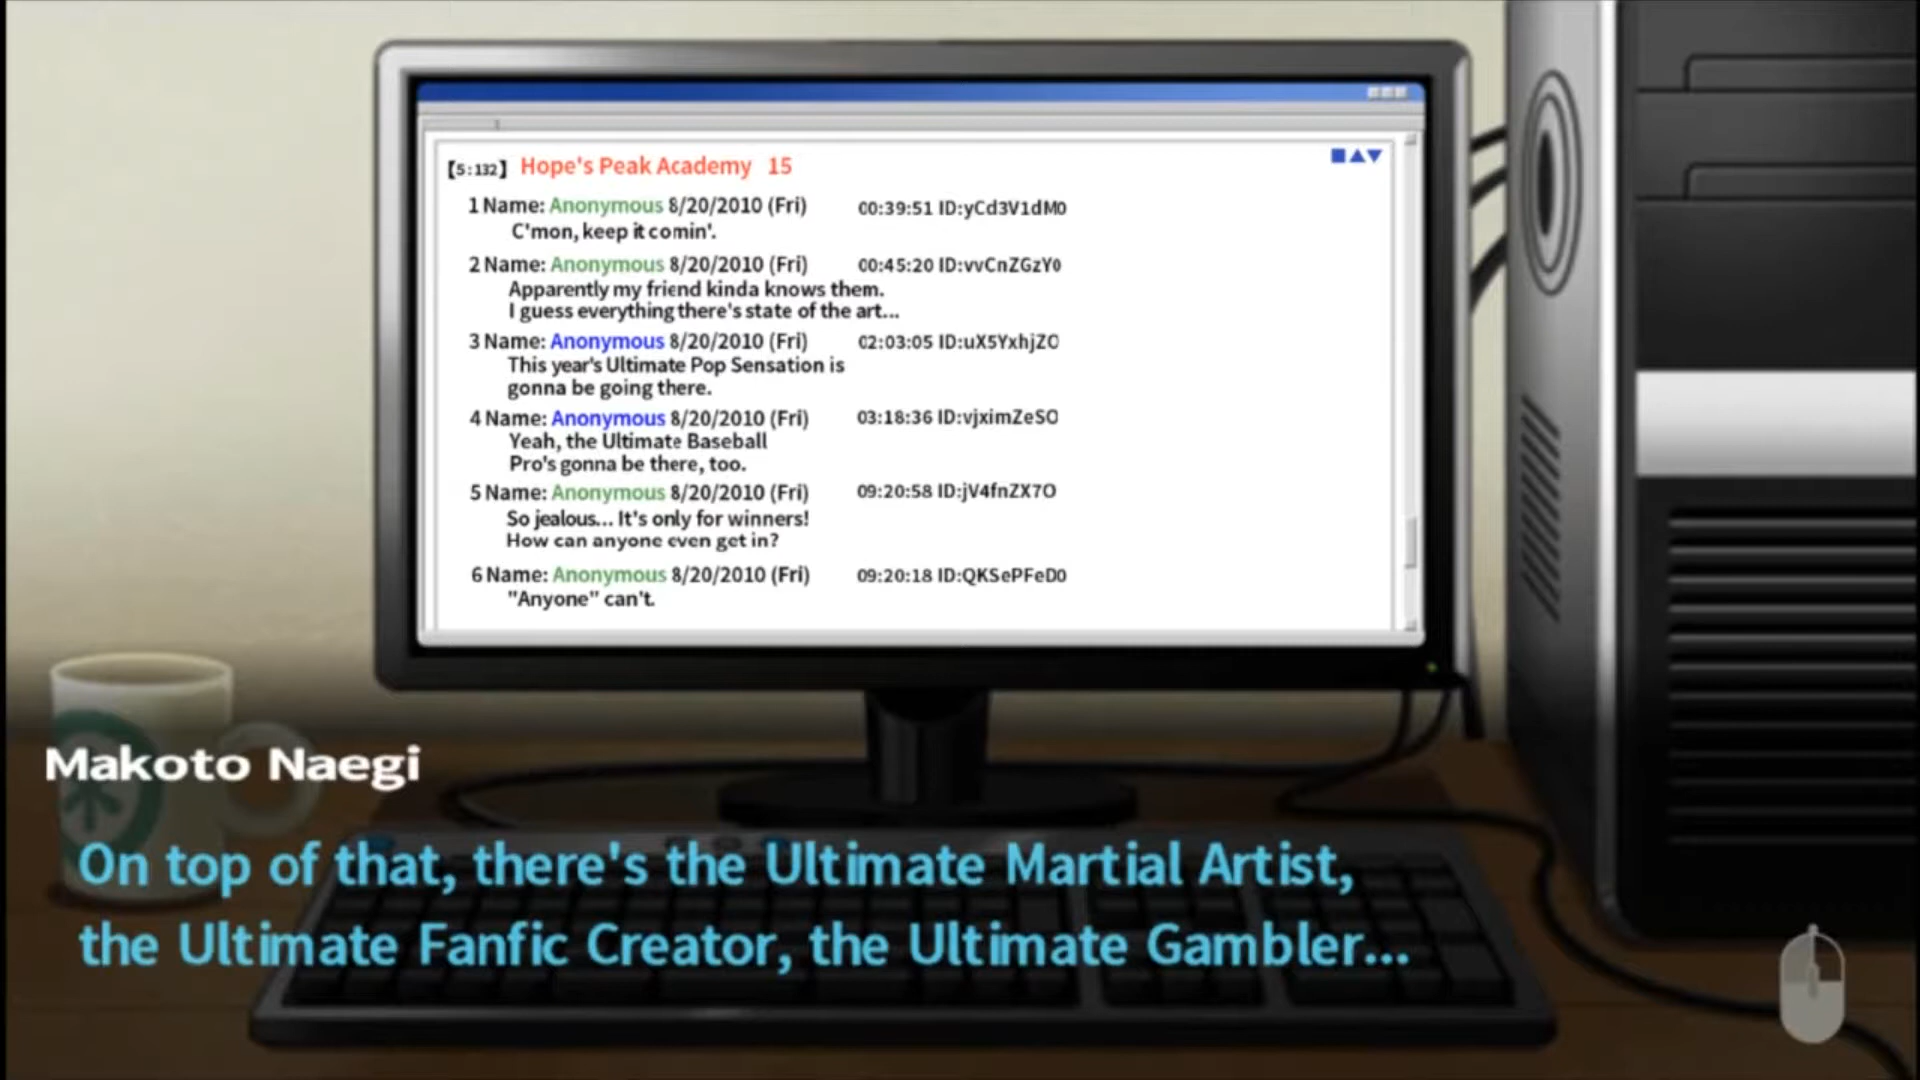 【5:132】 Hope's Peak Academy 15
1 Name: Anonymous 8/20/2010 (Fri) 00:39:51 ID:yCd3V1dM0
C'mon, keep it comin'.
2 Name: Anonymous 8/20/2010 (Fri) 00:45:20 ID:vvCnZGzY0
Apparently my friend kinda knows them.
I guess everything there's state of the art...
3 Name: Anonymous 8/20/2010 (Fri) 02:03:05 ID:uX5YxhjZO
This year's Ultimate Pop Sensation is
gonna be going there.
4 Name: Anonymous 8/20/2010 (Fri) 03:18:36 ID:vjximZeSO
Yeah, the Ultimate Baseball
Pro's gonna be there, too.
5 Name: Anonymous 8/20/2010 (Fri) 09:20:58 ID:jV4fnZX7O
So jealous... It's only for winners!
How can anyone even get in?
6 Name: Anonymous 8/20/2010 (Fri) 09:20:18 ID:QKSePFeD0
"Anyone" can't.
Makoto Naegi
On top of that, there's the Ultimate Martial Artist,
the Ultimate Fanfic Creator, the Ultimate Gambler...